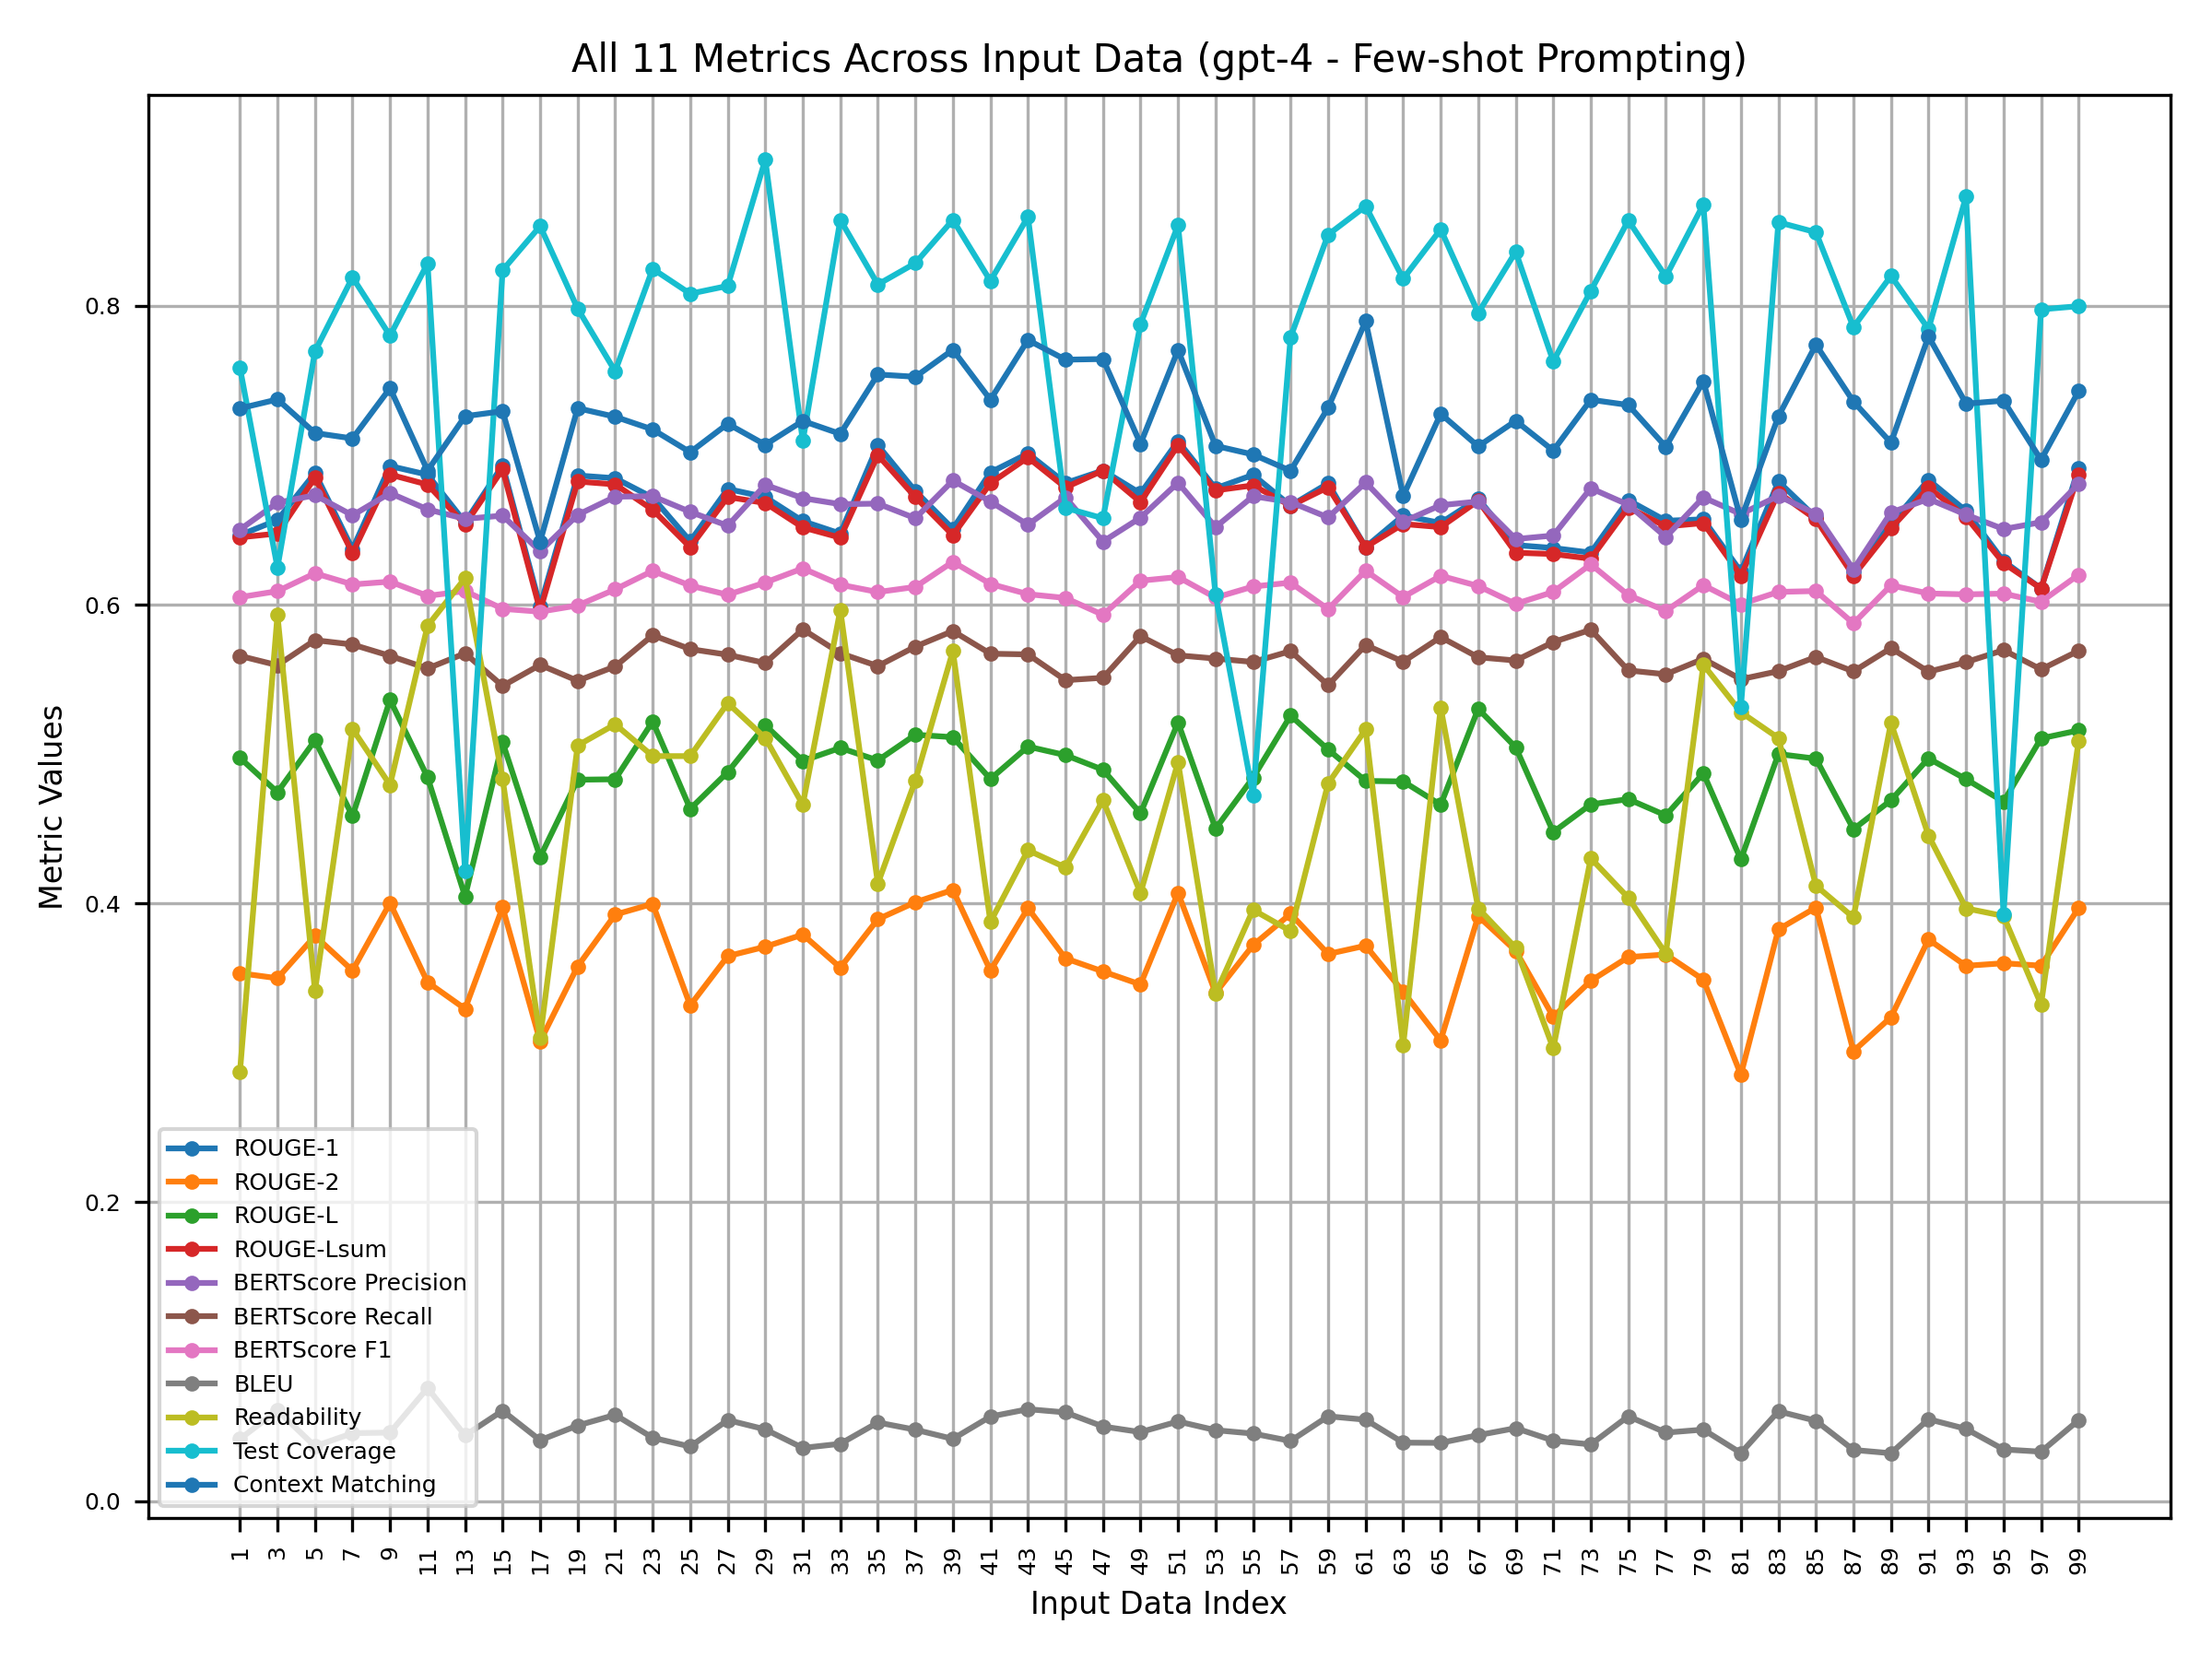 All 11 Metrics Across Input Data (gpt-4 - Few-shot Prompting)
Metric Values
0.8
0.6
0.4
0.2
0.0
ROUGE-1
ROUGE-2
ROUGE-L
ROUGE-Lsum
BERTScore Precision
BERTScore Recall
BERTScore F1
BLEU
Readability
Test Coverage
Context Matching
1 3 5 7 9 11 13 15 17 19 21 23 25 27 29 31 33 35 37 39 41 43 45 47 49 51 53 55 57 59 61 63 65 67 69 71 73 75 77 79 81 83 85 87 89 91 93 95 97 99
Input Data Index